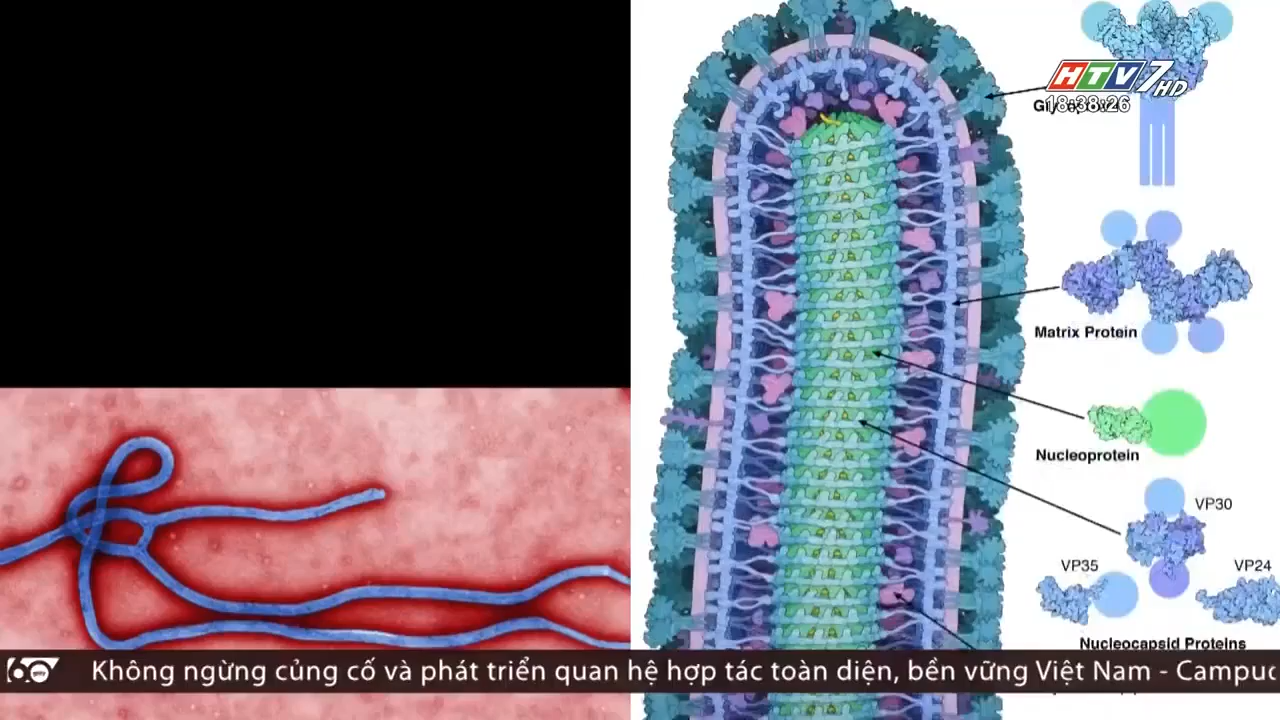 HTV7 HD
18:38:26
Matrix Protein
Nucleoprotein
VP30
VP35
VP24
Nucleocapsid Proteins
60
Không ngừng củng cố và phát triển quan hệ hợp tác toàn diện, bền vững Việt Nam -